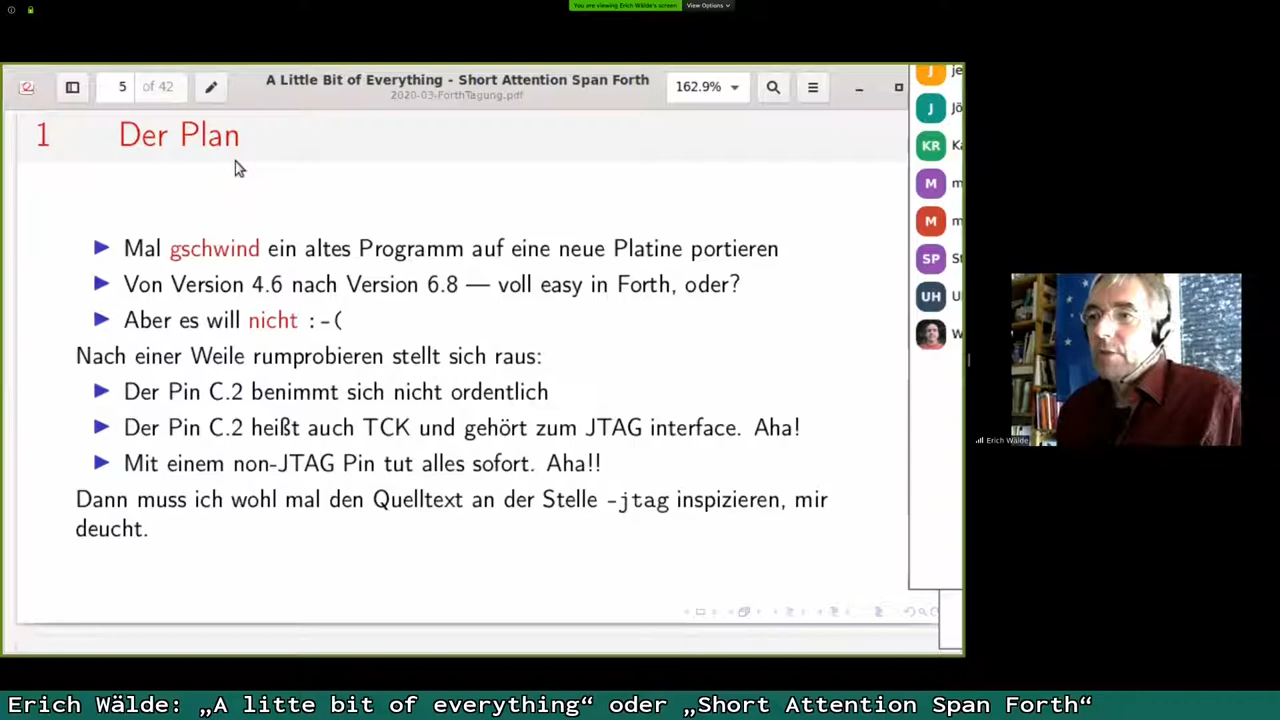 You are viewing Erich Wälde's screen
View Options
5 of 42
A Little Bit of Everything - Short Attention Span Forth
2020-03-ForthTagung.pdf
162.9%
1 Der Plan
Mal gschwind ein altes Programm auf eine neue Platine portieren
Von Version 4.6 nach Version 6.8 — voll easy in Forth, oder?
Aber es will nicht :-(
Nach einer Weile rumprobieren stellt sich raus:
Der Pin C.2 benimmt sich nicht ordentlich
Der Pin C.2 heißt auch TCK und gehört zum JTAG interface. Aha!
Mit einem non-JTAG Pin tut alles sofort. Aha!!
Dann muss ich wohl mal den Quelltext an der Stelle -jtag inspizieren, mir
deucht.
J je
J Jö
KR Ka
M m
M m
SP St
UH U
W
Erich Wälde
Erich Wälde: „A litte bit of everything“ oder „Short Attention Span Forth“